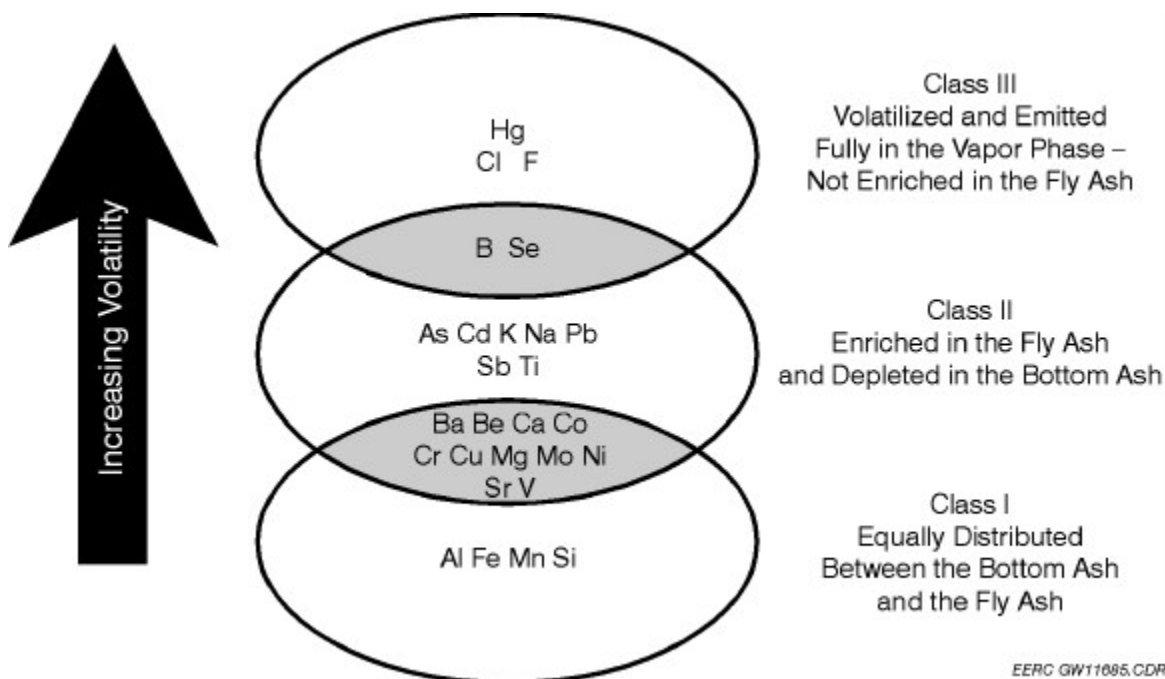 Increasing Volatility
Hg
Cl F
B Se
As Cd K Na Pb
Sb Ti
Ba Be Ca Co
Cr Cu Mg Mo Ni
Sr V
Al Fe Mn Si
Class III
Volatilized and Emitted
Fully in the Vapor Phase –
Not Enriched in the Fly Ash
Class II
Enriched in the Fly Ash
and Depleted in the Bottom Ash
Class I
Equally Distributed
Between the Bottom Ash
and the Fly Ash
EERC GW11685.CDR